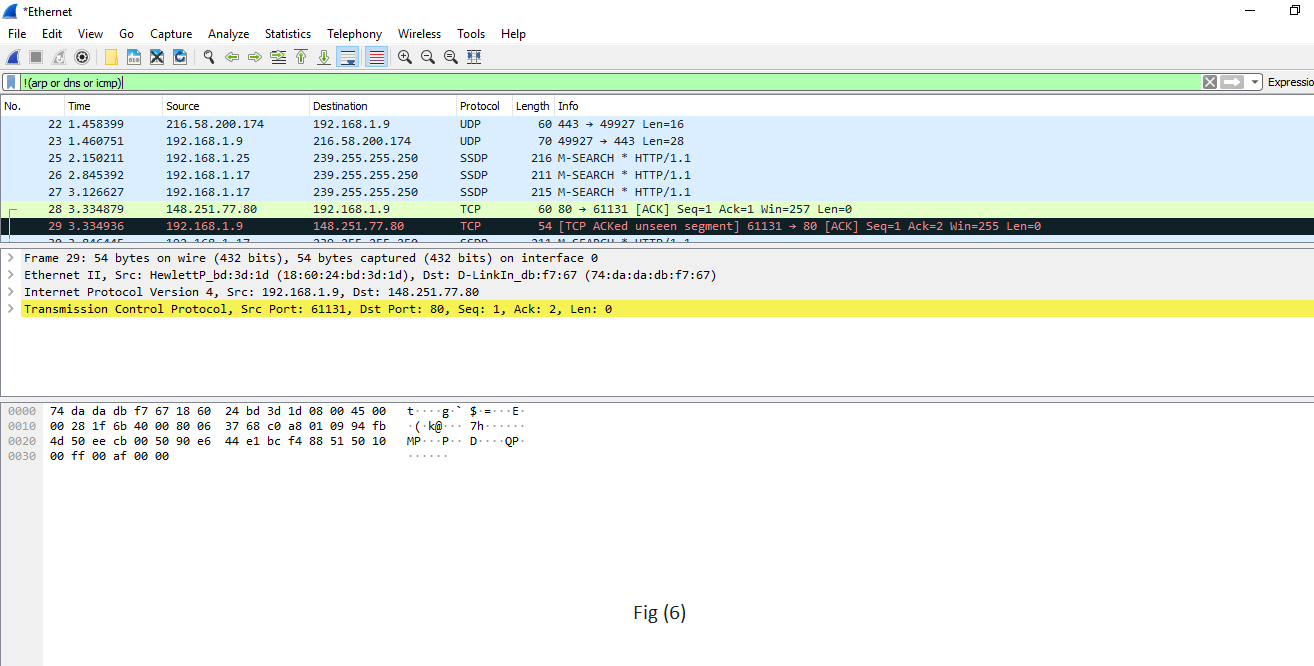 *Ethernet
File Edit View Go Capture Analyze Statistics Telephony Wireless Tools Help
!(arp or dns or icmp)
Expressio
No. Time Source Destination Protocol Length Info
22 1.458399 216.58.200.174 192.168.1.9 UDP 60 443 → 49927 Len=16
23 1.460751 192.168.1.9 216.58.200.174 UDP 70 49927 → 443 Len=28
25 2.150211 192.168.1.25 239.255.255.250 SSDP 216 M-SEARCH * HTTP/1.1
26 2.845392 192.168.1.17 239.255.255.250 SSDP 211 M-SEARCH * HTTP/1.1
27 3.126627 192.168.1.17 239.255.255.250 SSDP 215 M-SEARCH * HTTP/1.1
28 3.334879 148.251.77.80 192.168.1.9 TCP 60 80 → 61131 [ACK] Seq=1 Ack=1 Win=257 Len=0
29 3.334936 192.168.1.9 148.251.77.80 TCP 54 [TCP ACKed unseen segment] 61131 → 80 [ACK] Seq=1 Ack=2 Win=255 Len=0
30 3.846445 192.168.1.17 239.255.255.250 SSDP 211 M-SEARCH * HTTP/1.1
Frame 29: 54 bytes on wire (432 bits), 54 bytes captured (432 bits) on interface 0
Ethernet II, Src: HewlettP_bd:3d:1d (18:60:24:bd:3d:1d), Dst: D-LinkIn_db:f7:67 (74:da:da:db:f7:67)
Internet Protocol Version 4, Src: 192.168.1.9, Dst: 148.251.77.80
Transmission Control Protocol, Src Port: 61131, Dst Port: 80, Seq: 1, Ack: 2, Len: 0
0000 74 da da db f7 67 18 60 24 bd 3d 1d 08 00 45 00 t····g·` $·=···E·
0010 00 28 1f 6b 40 00 80 06 37 68 c0 a8 01 09 94 fb ·(·k@··· 7h······
0020 4d 50 ee cb 00 50 90 e6 44 e1 bc f4 88 51 50 10 MP···P·· D····QP·
0030 00 ff 00 af 00 00 ······
Fig (6)